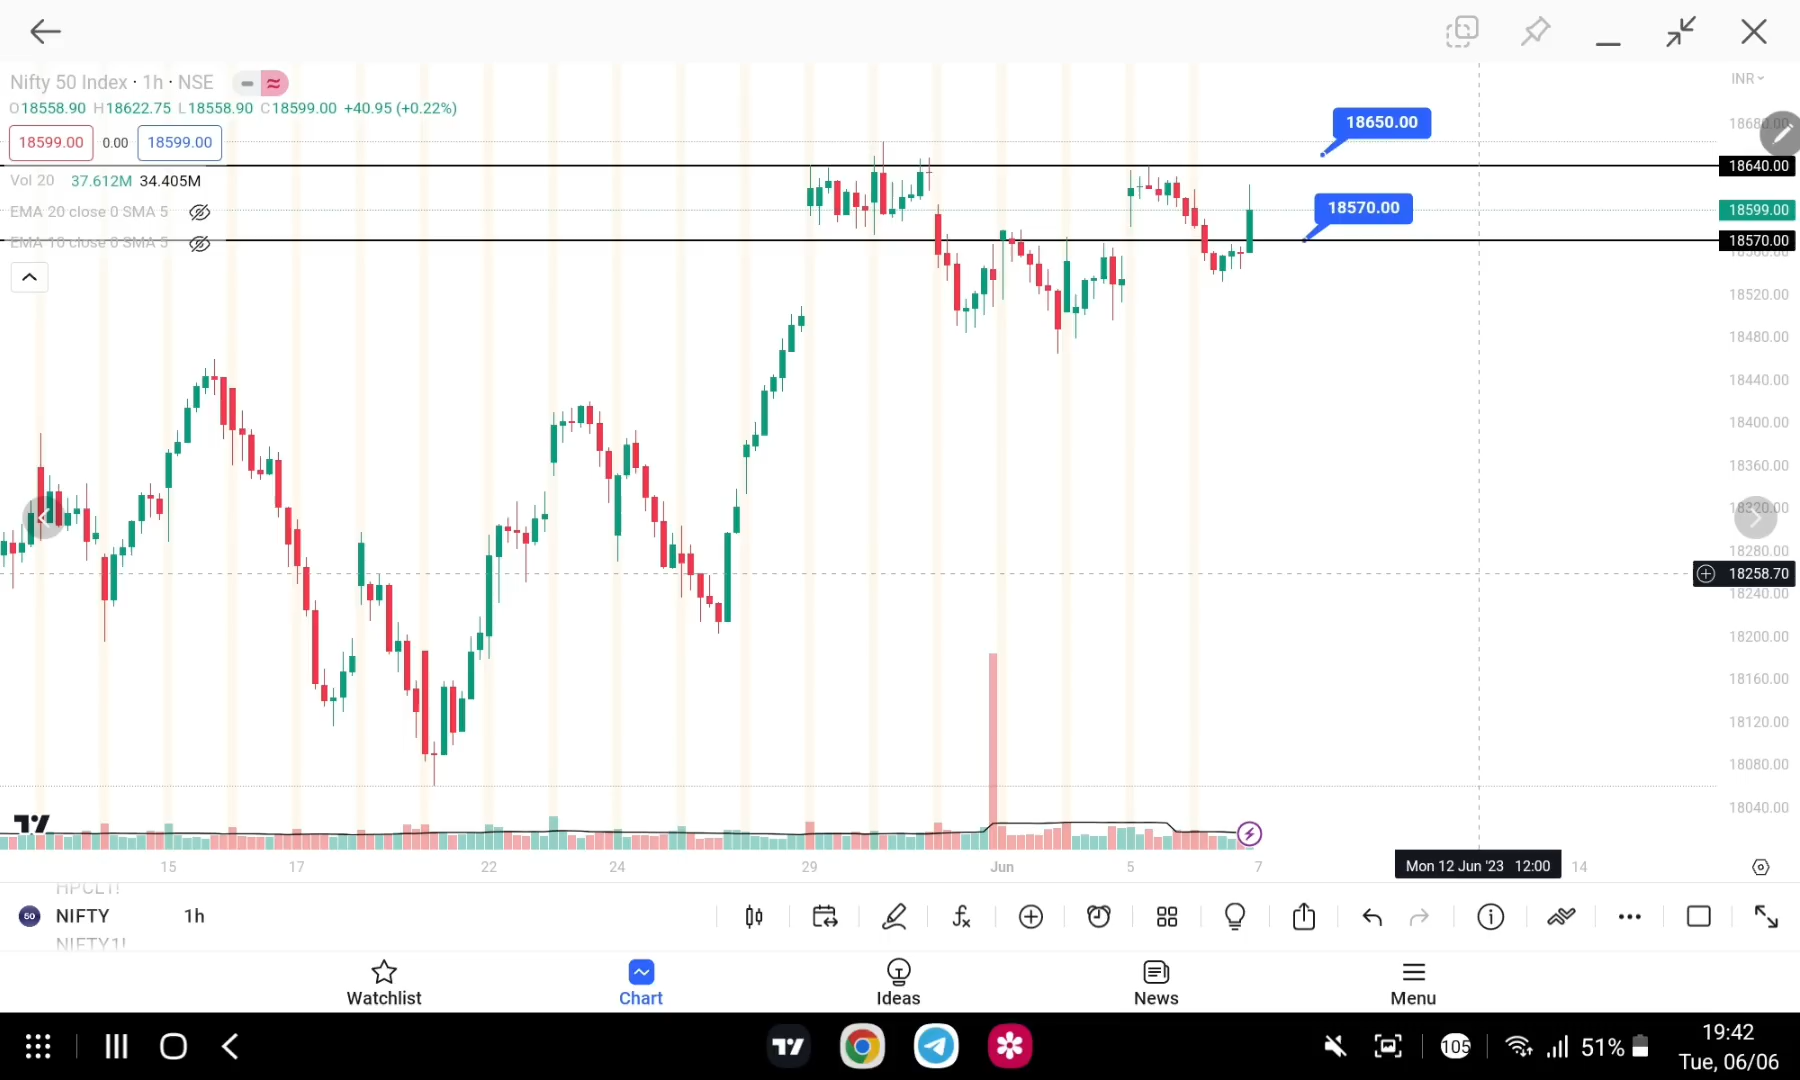 Nifty 50 Index · 1h · NSE
INR
O18558.90 H18622.75 L18558.90 C18599.00 +40.95 (+0.22%)
18650.00
18599.00 0.00 18599.00
18640.00
Vol 20 37.612M 34.405M
EMA 20 close 0 SMA 5
18570.00
18599.00
EMA 10 close 0 SMA 5
18570.00
18520.00
18480.00
18440.00
18400.00
18360.00
18320.00
18280.00
18258.70
18240.00
18200.00
18160.00
18120.00
18080.00
18040.00
15 17 22 24 29 Jun 5 7 Mon 12 Jun '23 12:00 14
HPCL1!
50 NIFTY 1h
NIFTY1!
Watchlist Chart Ideas News Menu
105 51% 19:42
Tue, 06/06